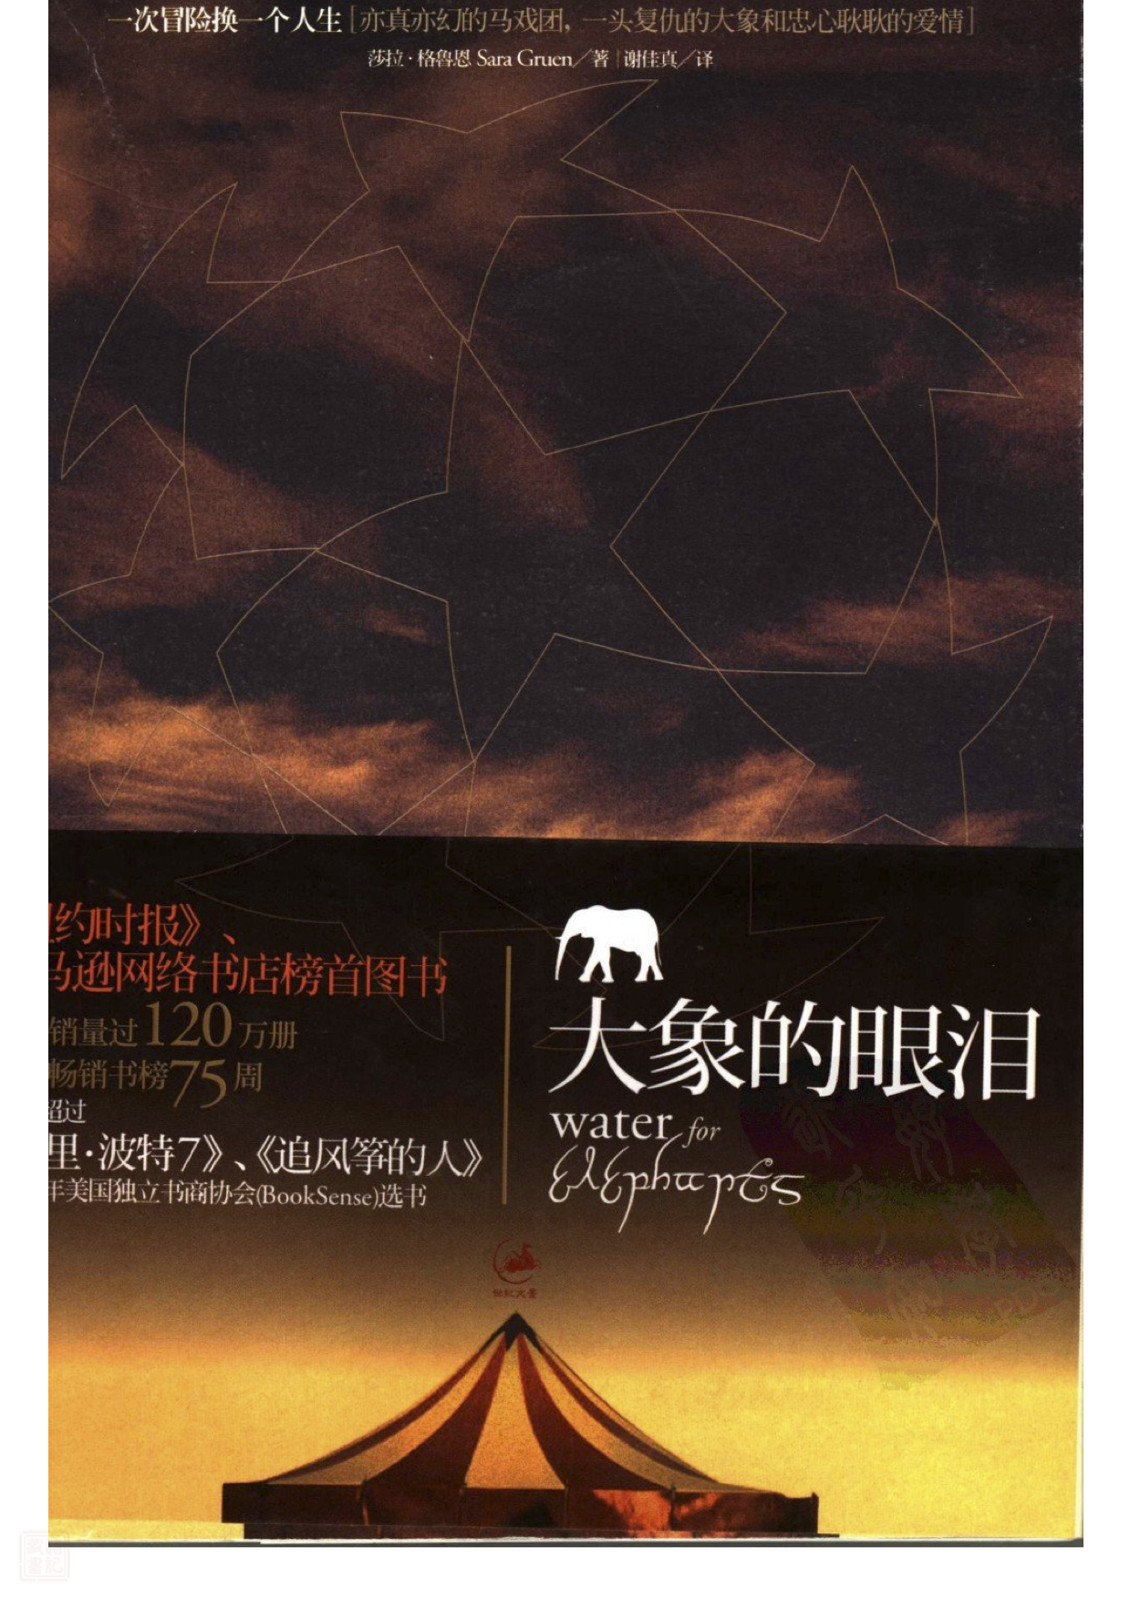 一次冒险换一个人生[亦真亦幻的马戏团,一头复仇的大象和忠心耿耿的爱情]
莎拉·格鲁恩 Sara Gruen/著|谢佳真/译
约时报》、
马逊网络书店榜首图书
销量过120万册
畅销书榜75周
超过
里·波特7》、《追风筝的人》
年美国独立书商协会(BookSense)选书
大象的眼泪
water for
elephants
世纪文景